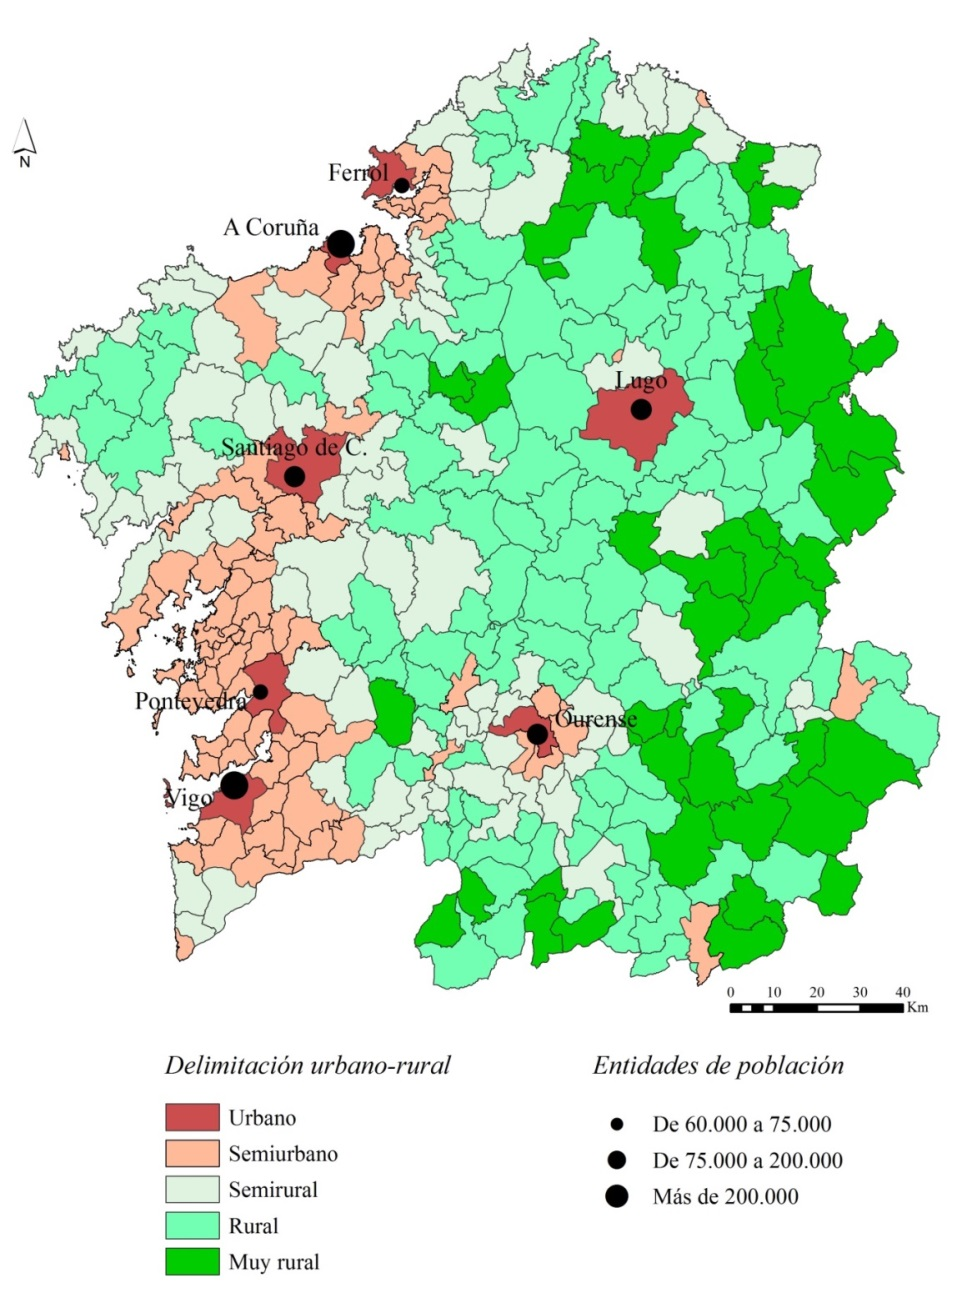 N
Ferrol
A Coruña
Lugo
Santiago de C.
Pontevedra
Ourense
Vigo
0 10 20 30 40
Km
Delimitación urbano-rural
Urbano
Semiurbano
Semirural
Rural
Muy rural
Entidades de población
De 60.000 a 75.000
De 75.000 a 200.000
Más de 200.000